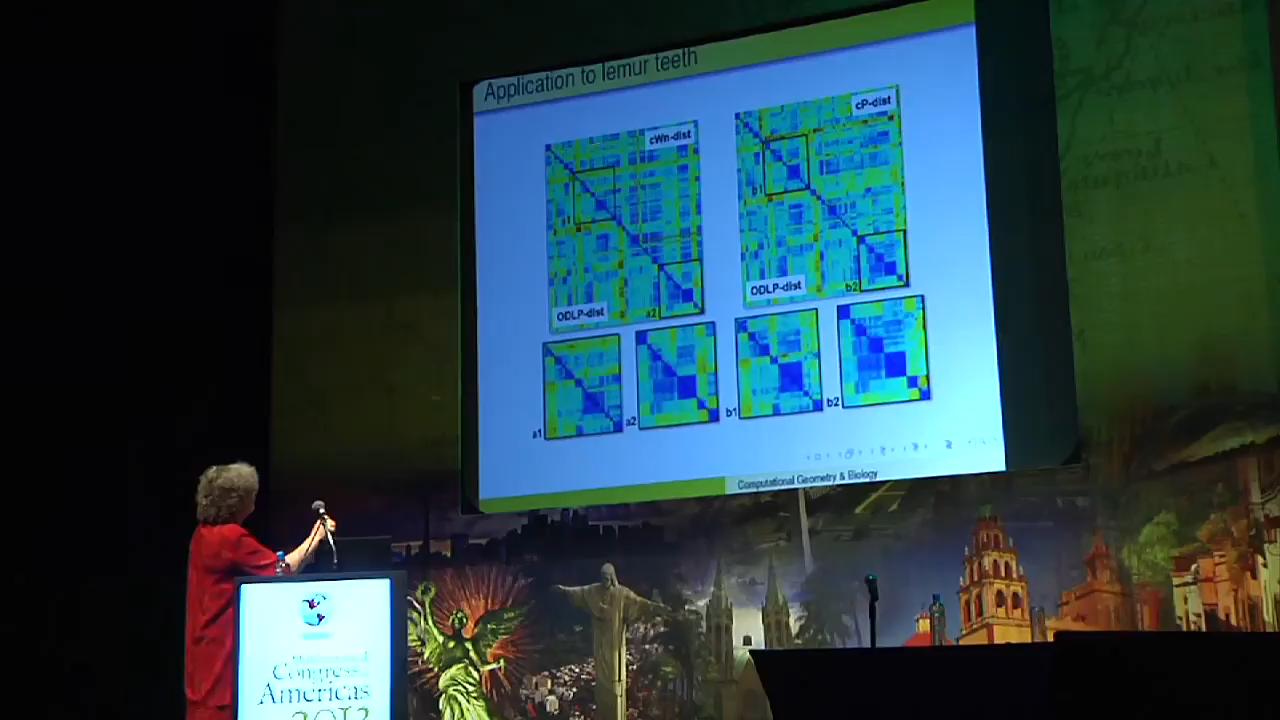 Application to lemur teeth
cWn-dist
cP-dist
b1
ODLP-dist
a2
ODLP-dist
b2
a1
a2
b1
b2
Computational Geometry & Biology
Congress
Americas
2013